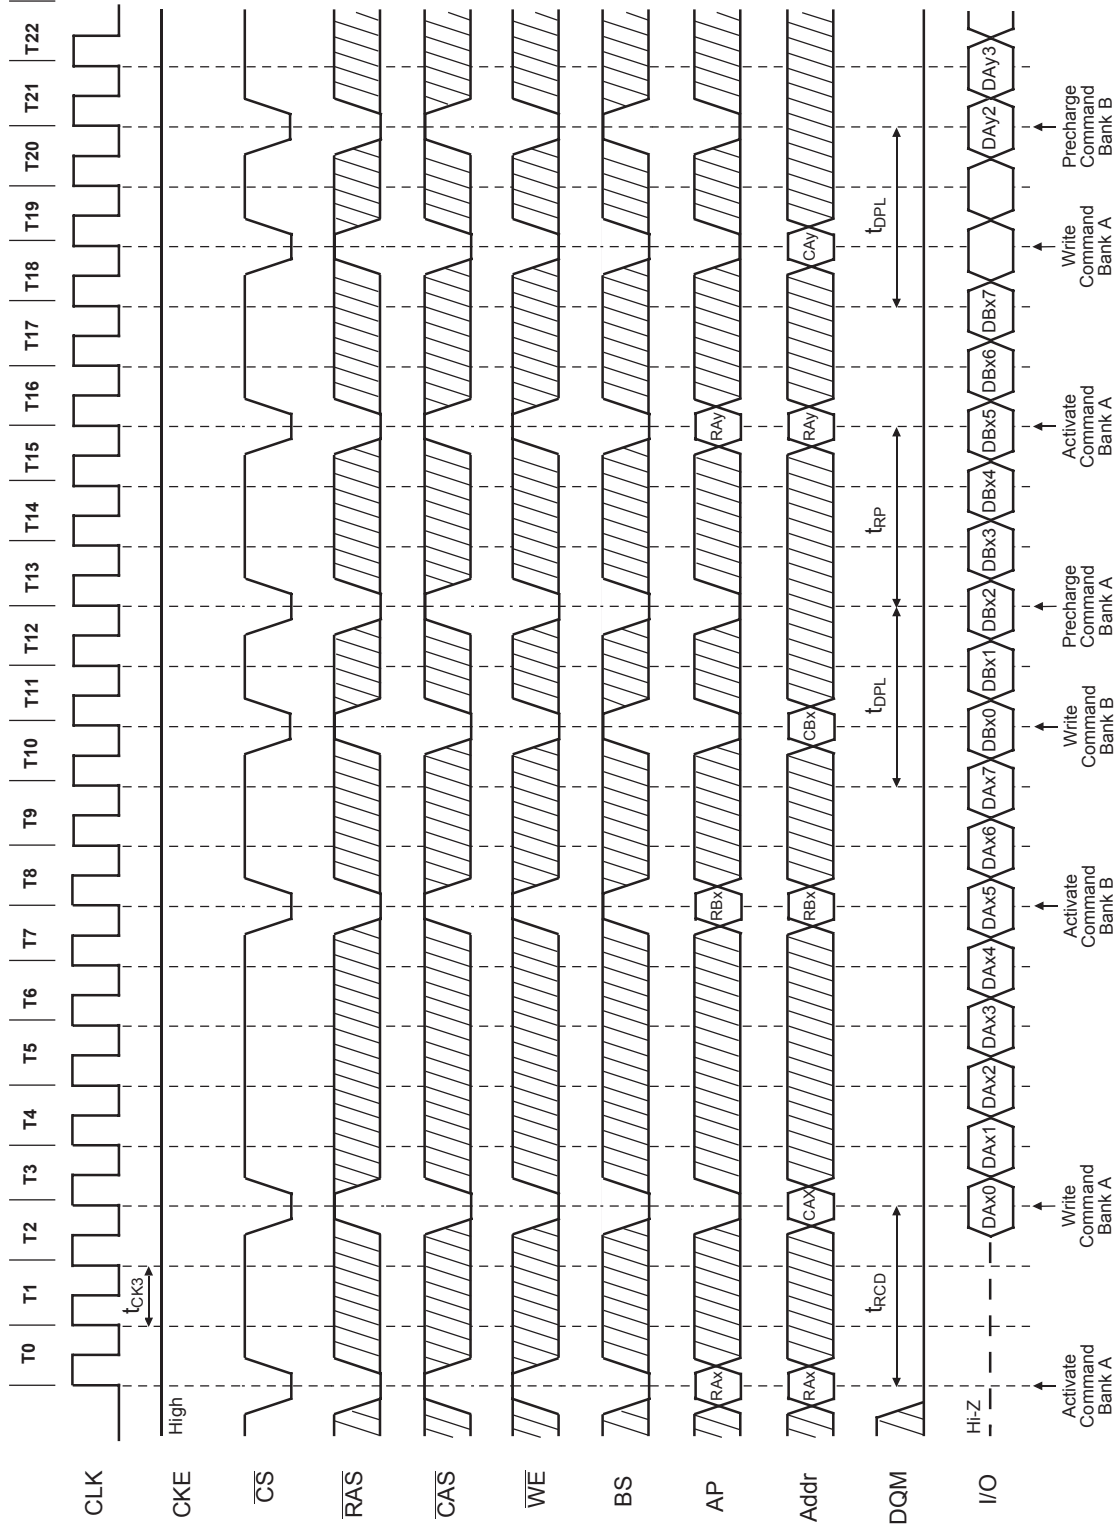 T0 T1 T2 T3 T4 T5 T6 T7 T8 T9 T10 T11 T12 T13 T14 T15 T16 T17 T18 T19 T20 T21 T22
CLK
tCK3
CKE
High
CS
RAS
CAS
WE
BS
AP
RAx RBx RAy
Addr
RAx CAX RBx CBx RAy CAy
DQM
tRCD tDPL tRP tDPL
I/O
Hi-Z
DAx0 DAx1 DAx2 DAx3 DAx4 DAx5 DAx6 DAx7 DBx0 DBx1 DBx2 DBx3 DBx4 DBx5 DBx6 DBx7 DAy2 DAy3
Activate
Command
Bank A
Write
Command
Bank A
Activate
Command
Bank B
Write
Command
Bank B
Precharge
Command
Bank A
Activate
Command
Bank A
Write
Command
Bank A
Precharge
Command
Bank B